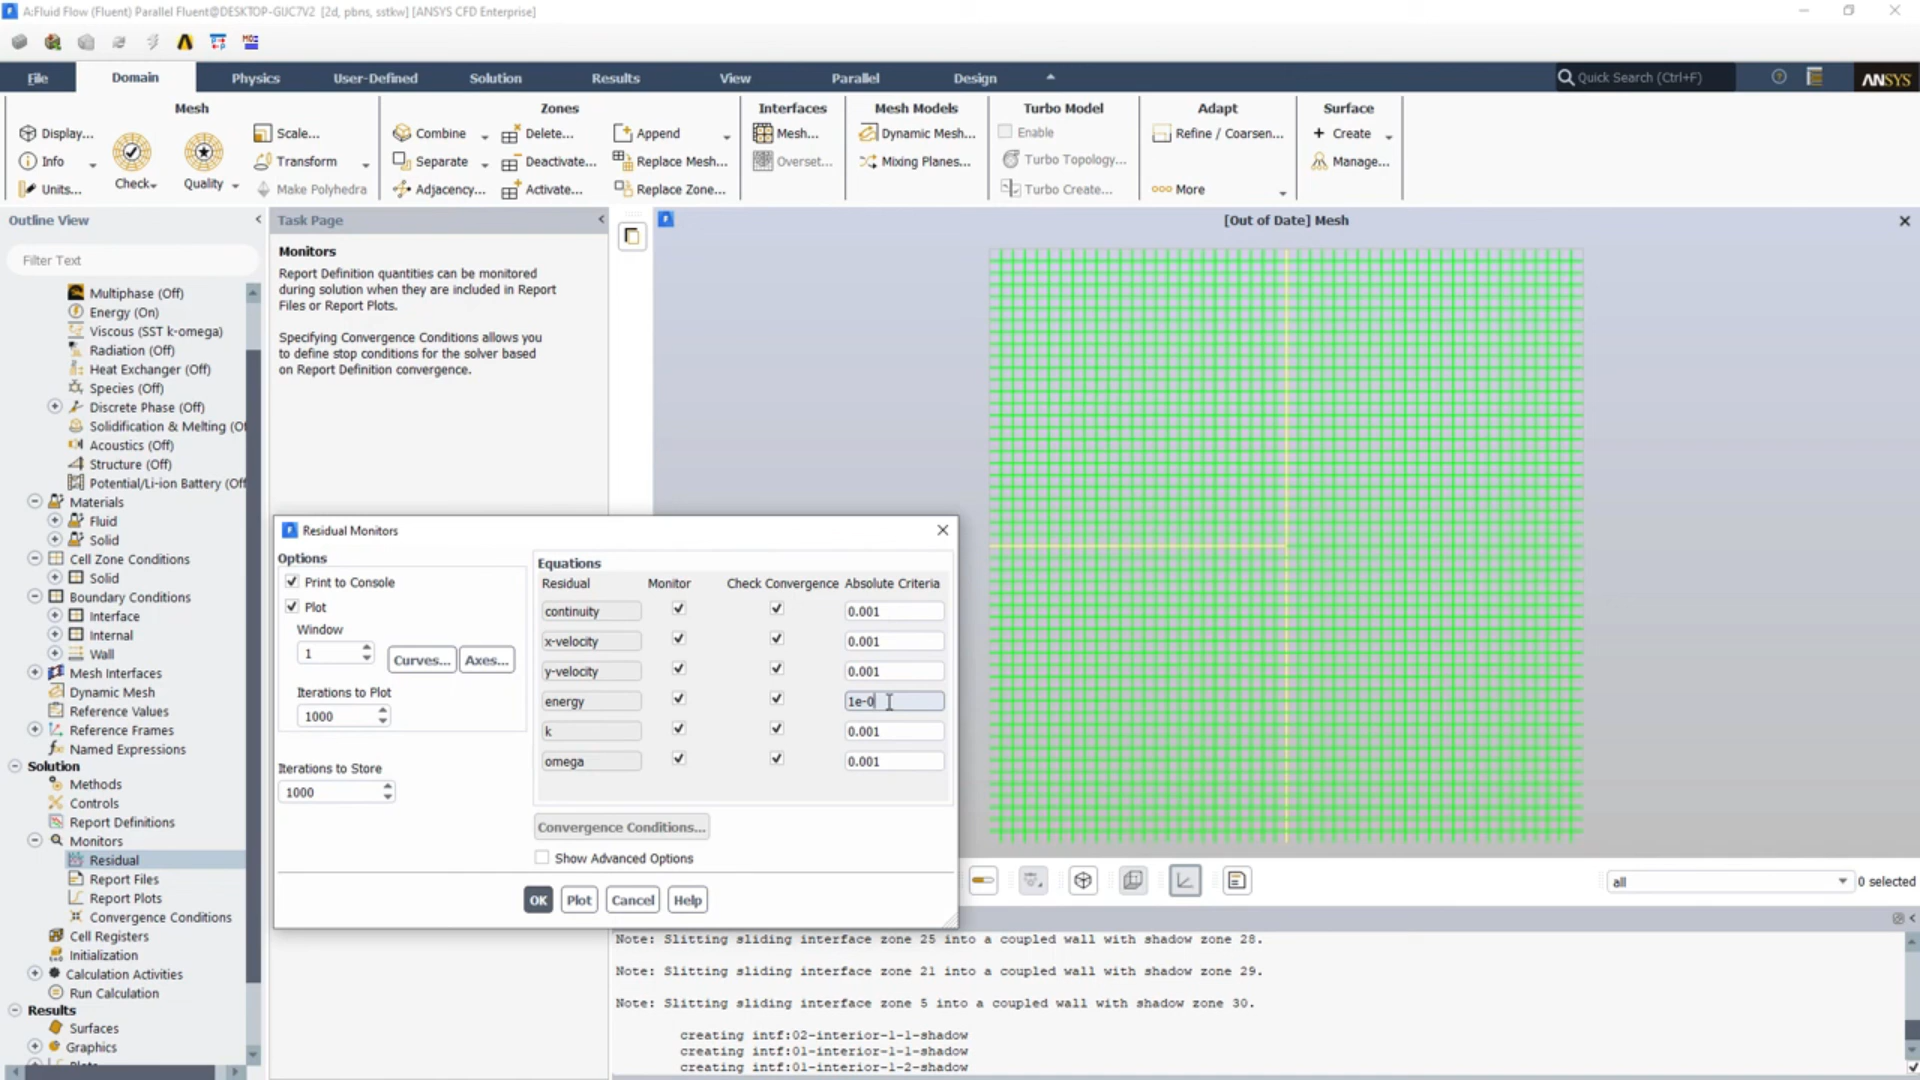 A:Fluid Flow (Fluent) Parallel Fluent@DESKTOP-GIJC7V2 [2d, pbns, sstkw] [ANSYS CFD Enterprise]
File Domain Physics User-Defined Solution Results View Parallel Design Quick Search (Ctrl+F) ANSYS
Mesh Zones Interfaces Mesh Models Turbo Model Adapt Surface
Display... Scale... Combine Delete... Append Mesh... Dynamic Mesh... Enable Refine / Coarsen... Create
Info Transform Separate Deactivate... Replace Mesh... Overset... Mixing Planes... Turbo Topology... Manage...
Check Quality
Units... Make Polyhedra Adjacency... Activate... Replace Zone... Turbo Create... More
Outline View
Filter Text
Multiphase (Off)
Energy (On)
Viscous (SST k-omega)
Radiation (Off)
Heat Exchanger (Off)
Species (Off)
Discrete Phase (Off)
Solidification & Melting (Of
Acoustics (Off)
Structure (Off)
Potential/Li-ion Battery (Off
Materials
Fluid
Solid
Cell Zone Conditions
Solid
Boundary Conditions
Interface
Internal
Wall
Mesh Interfaces
Dynamic Mesh
Reference Values
Reference Frames
Named Expressions
Solution
Methods
Controls
Report Definitions
Monitors
Residual
Report Files
Report Plots
Convergence Conditions
Cell Registers
Initialization
Calculation Activities
Run Calculation
Results
Surfaces
Graphics
Task Page
Monitors
Report Definition quantities can be monitored
during solution when they are included in Report
Files or Report Plots.
Specifying Convergence Conditions allows you
to define stop conditions for the solver based
on Report Definition convergence.
[Out of Date] Mesh
Residual Monitors
Options
Print to Console
Plot
Window
1
Curves... Axes...
Iterations to Plot
1000
Iterations to Store
1000
Equations
Residual Monitor Check Convergence Absolute Criteria
continuity 0.001
x-velocity 0.001
y-velocity 0.001
energy 1e-0
k 0.001
omega 0.001
Convergence Conditions...
Show Advanced Options
OK Plot Cancel Help
all 0 selected
Note: Slitting sliding interface zone 25 into a coupled wall with shadow zone 28.
Note: Slitting sliding interface zone 21 into a coupled wall with shadow zone 29.
Note: Slitting sliding interface zone 5 into a coupled wall with shadow zone 30.
creating intf:02-interior-1-1-shadow
creating intf:01-interior-1-1-shadow
creating intf:01-interior-1-2-shadow